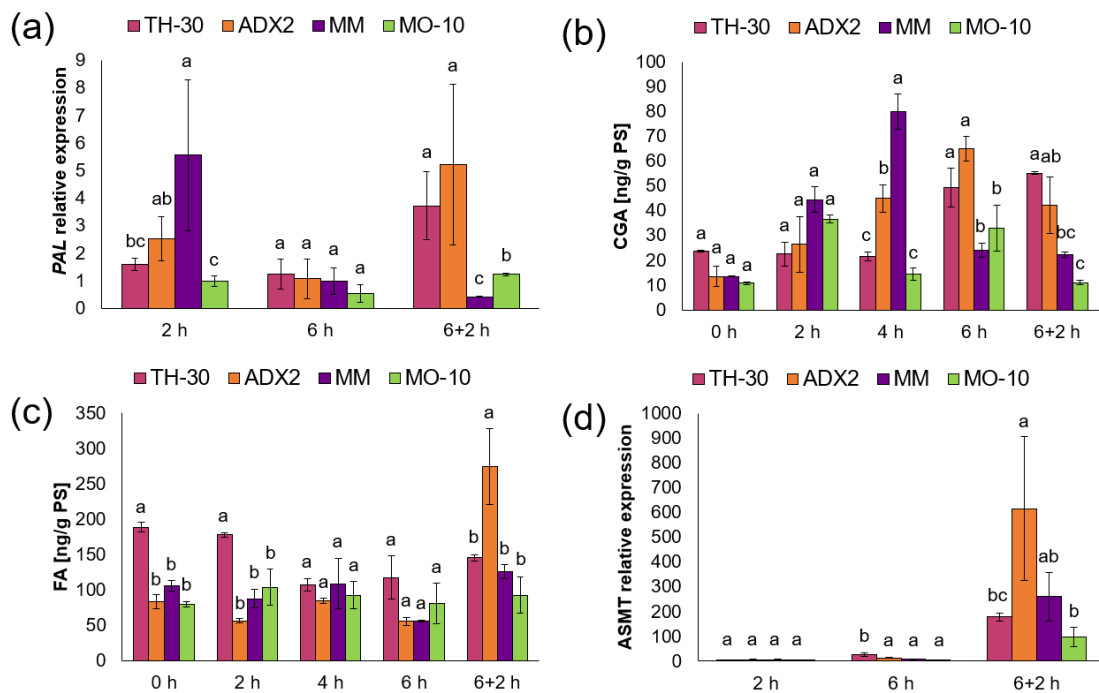 (a)
TH-30 ADX2 MM MO-10
PAL relative expression
9
8
7
6
5
4
3
2
1
0
bc ab a c
a a a a
a a c b
2 h 6 h 6+2 h
(b)
TH-30 ADX2 MM MO-10
CGA [ng/g PS]
100
90
80
70
60
50
40
30
20
10
0
a a a a
a a a a
c b a c
a a b b
a ab bc c
0 h 2 h 4 h 6 h 6+2 h
(c)
TH-30 ADX2 MM MO-10
FA [ng/g PS]
350
300
250
200
150
100
50
0
a b b b
a b b b
a a a a
a a a a
b a b b
0 h 2 h 4 h 6 h 6+2 h
(d)
TH-30 ADX2 MM MO-10
ASMT relative expression
1000
900
800
700
600
500
400
300
200
100
0
a a a a
b a a a
bc a ab b
2 h 6 h 6+2 h